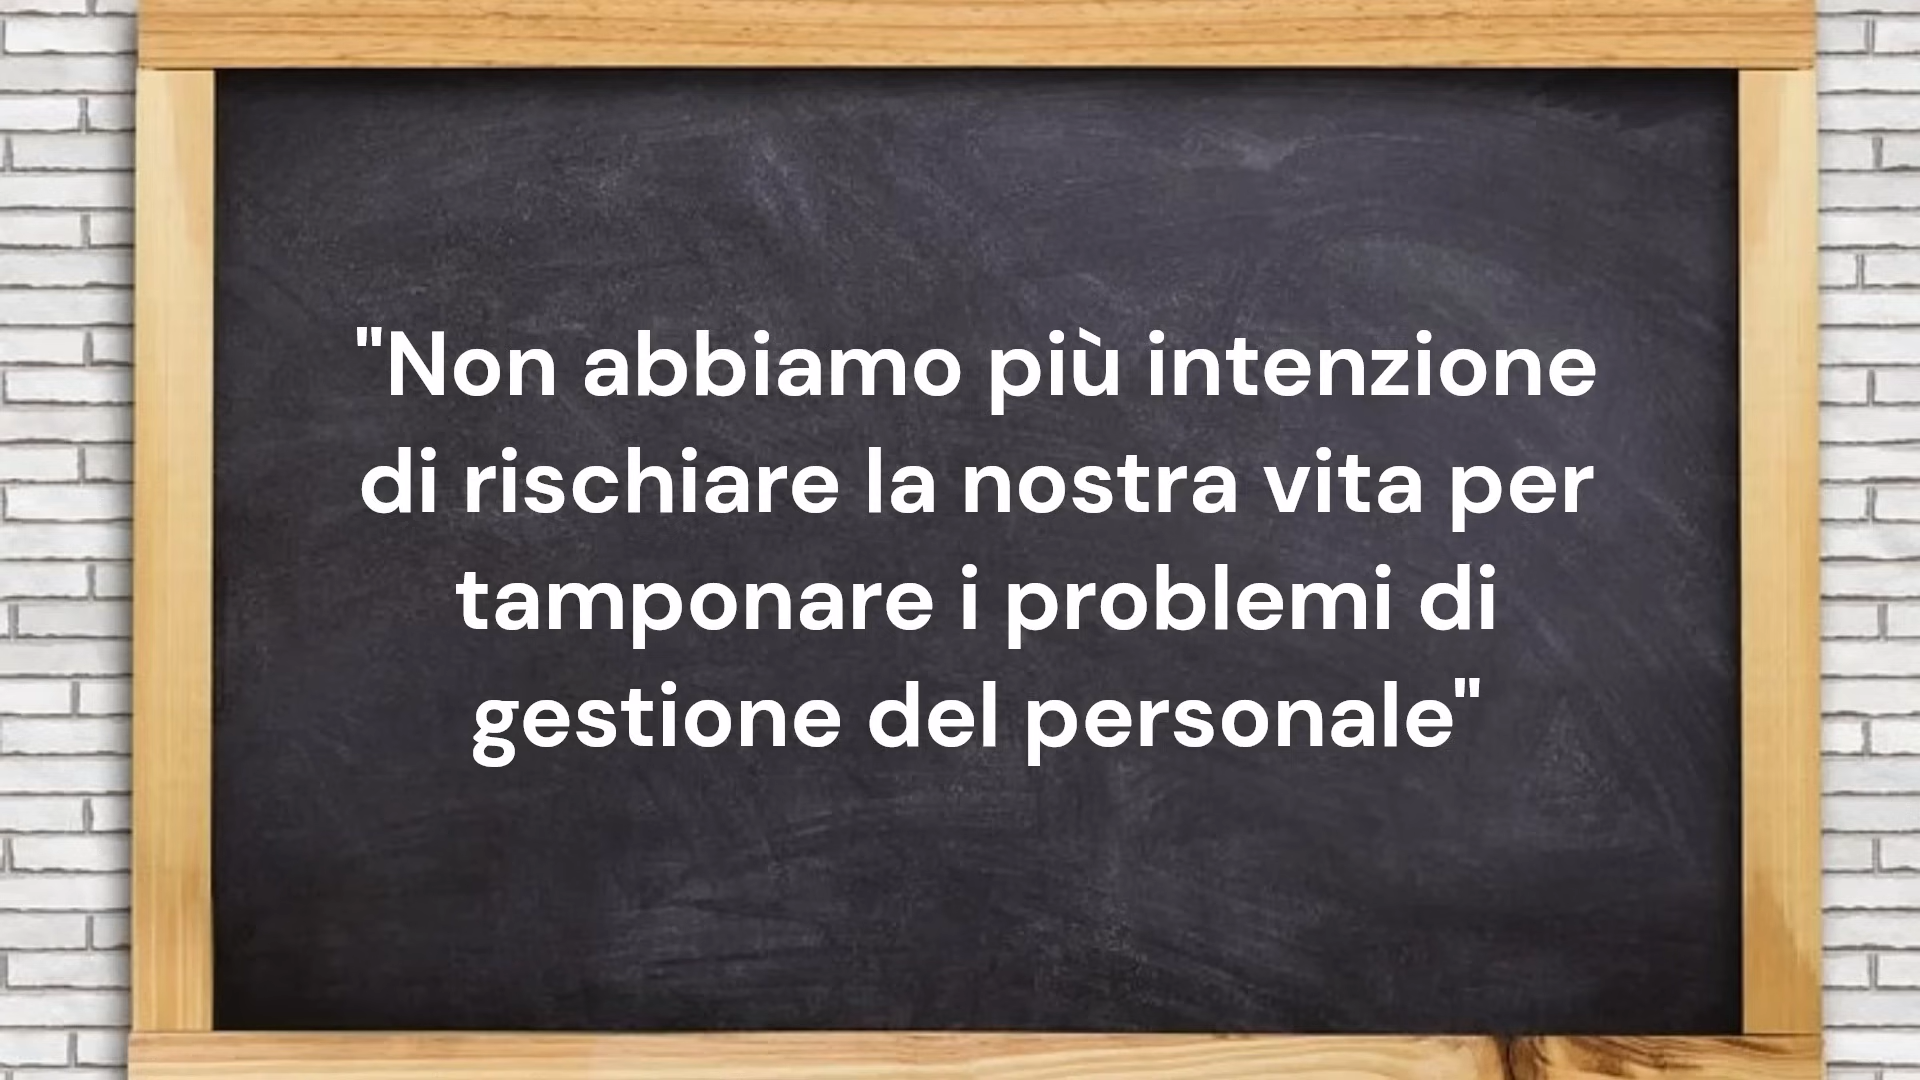 "Non abbiamo più intenzione
di rischiare la nostra vita per
tamponare i problemi di
gestione del personale"